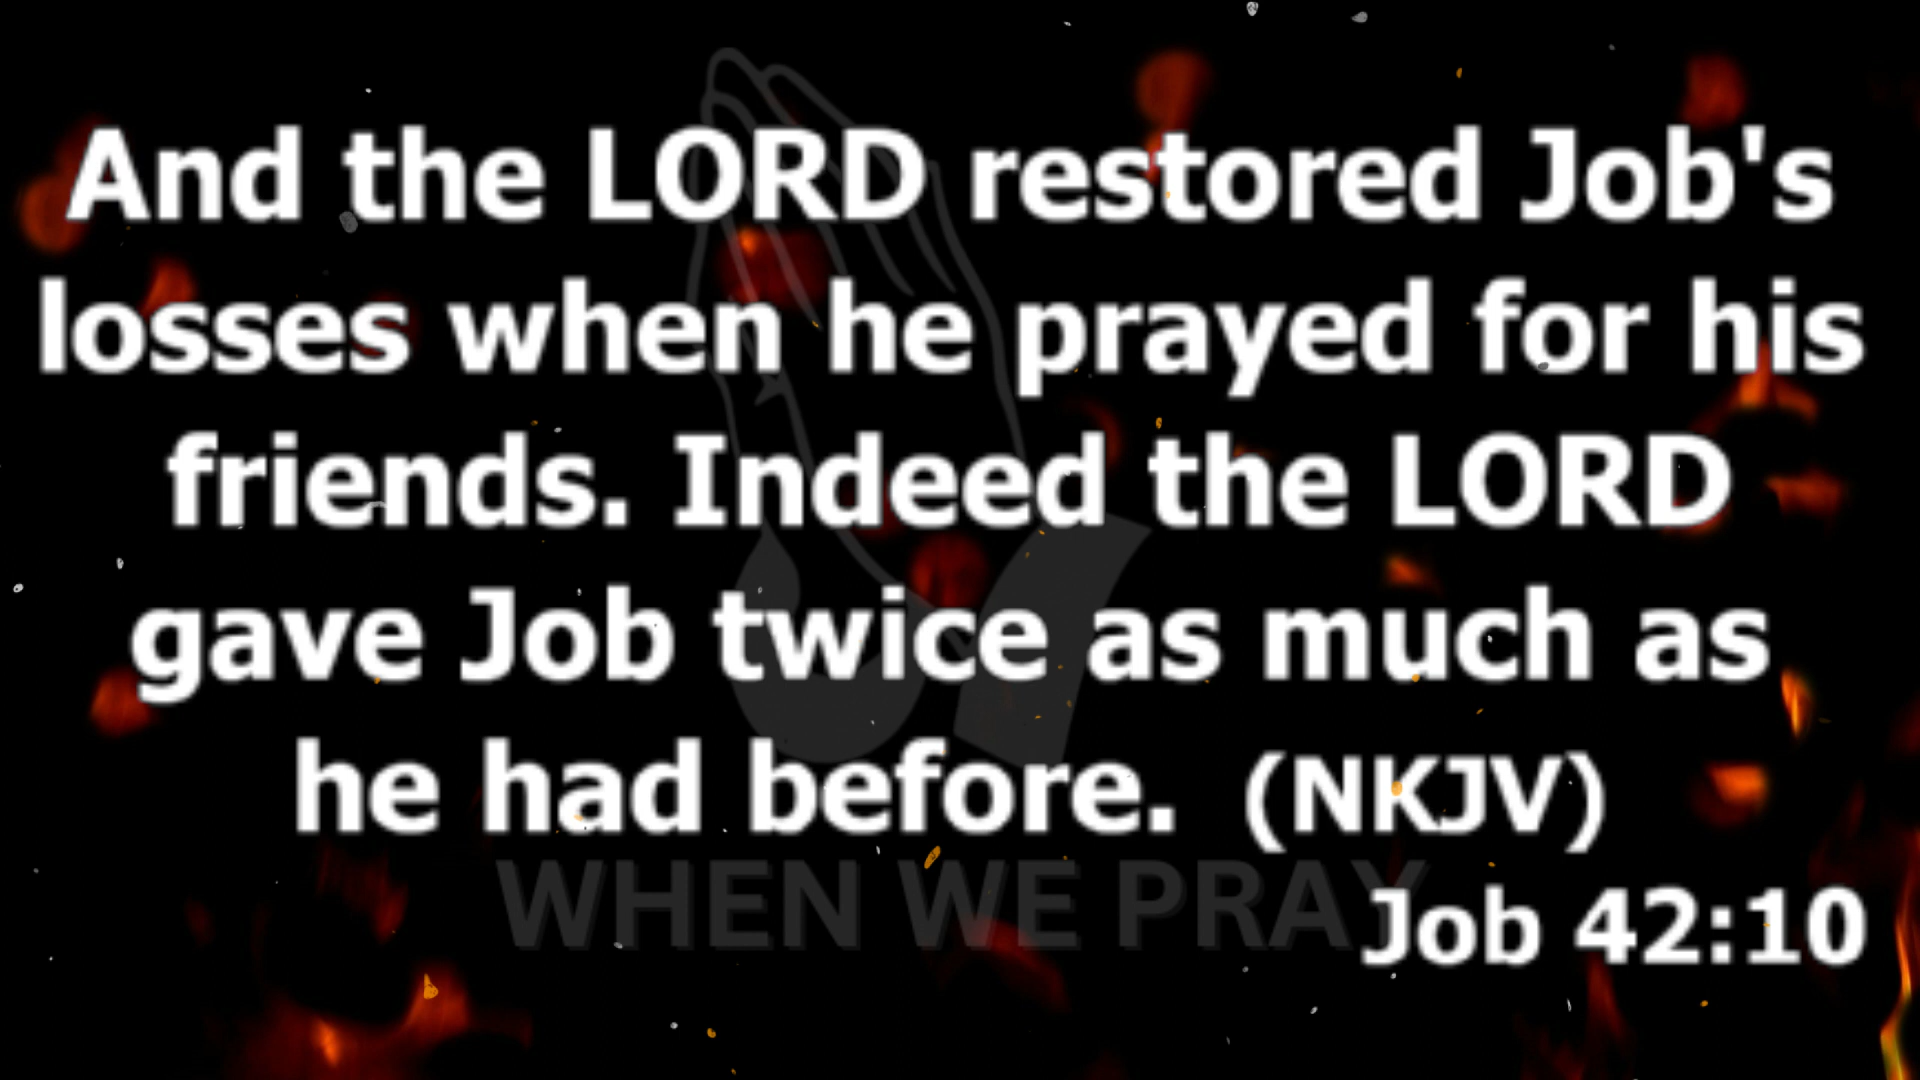 And the LORD restored Job's
losses when he prayed for his
friends. Indeed the LORD
gave Job twice as much as
he had before. (NKJV)
WHEN WE PRAY
Job 42:10